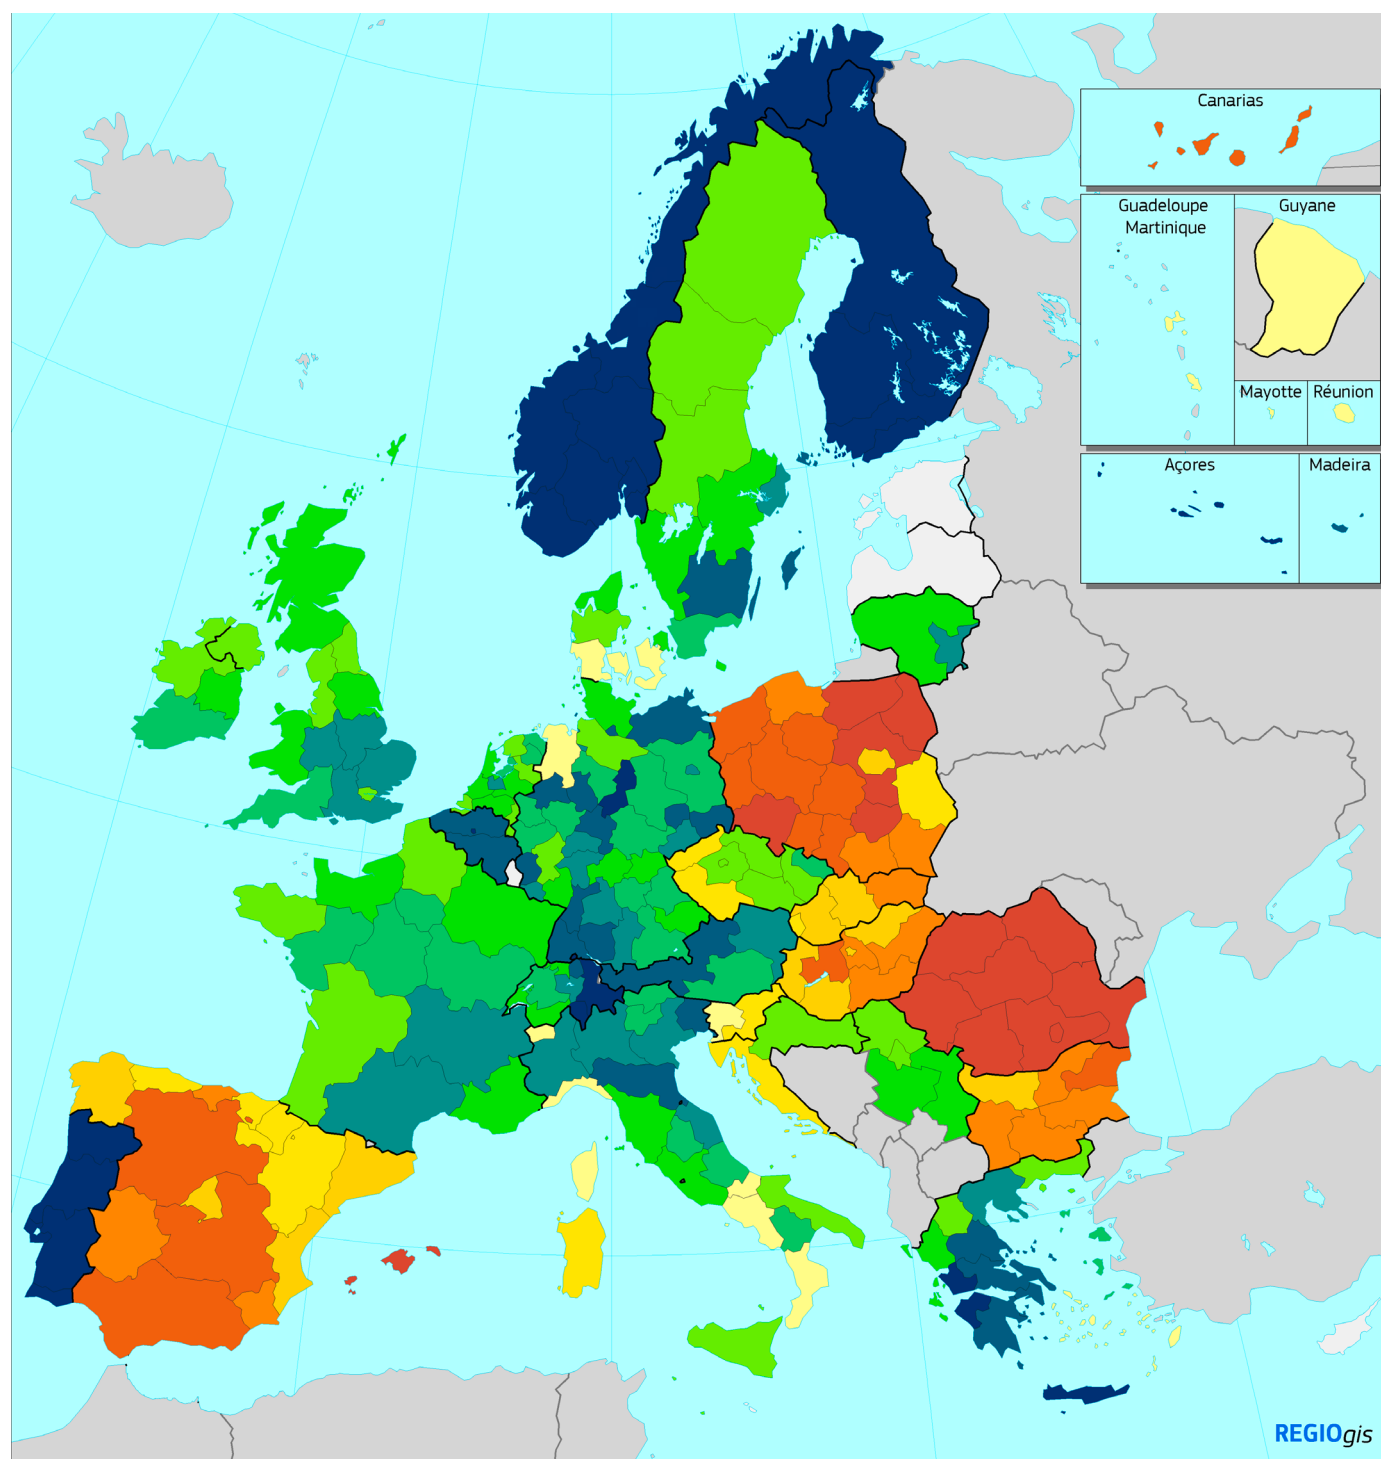 Canarias
Guadeloupe
Martinique
Guyane
Mayotte
Réunion
Açores
Madeira
REGIOgis